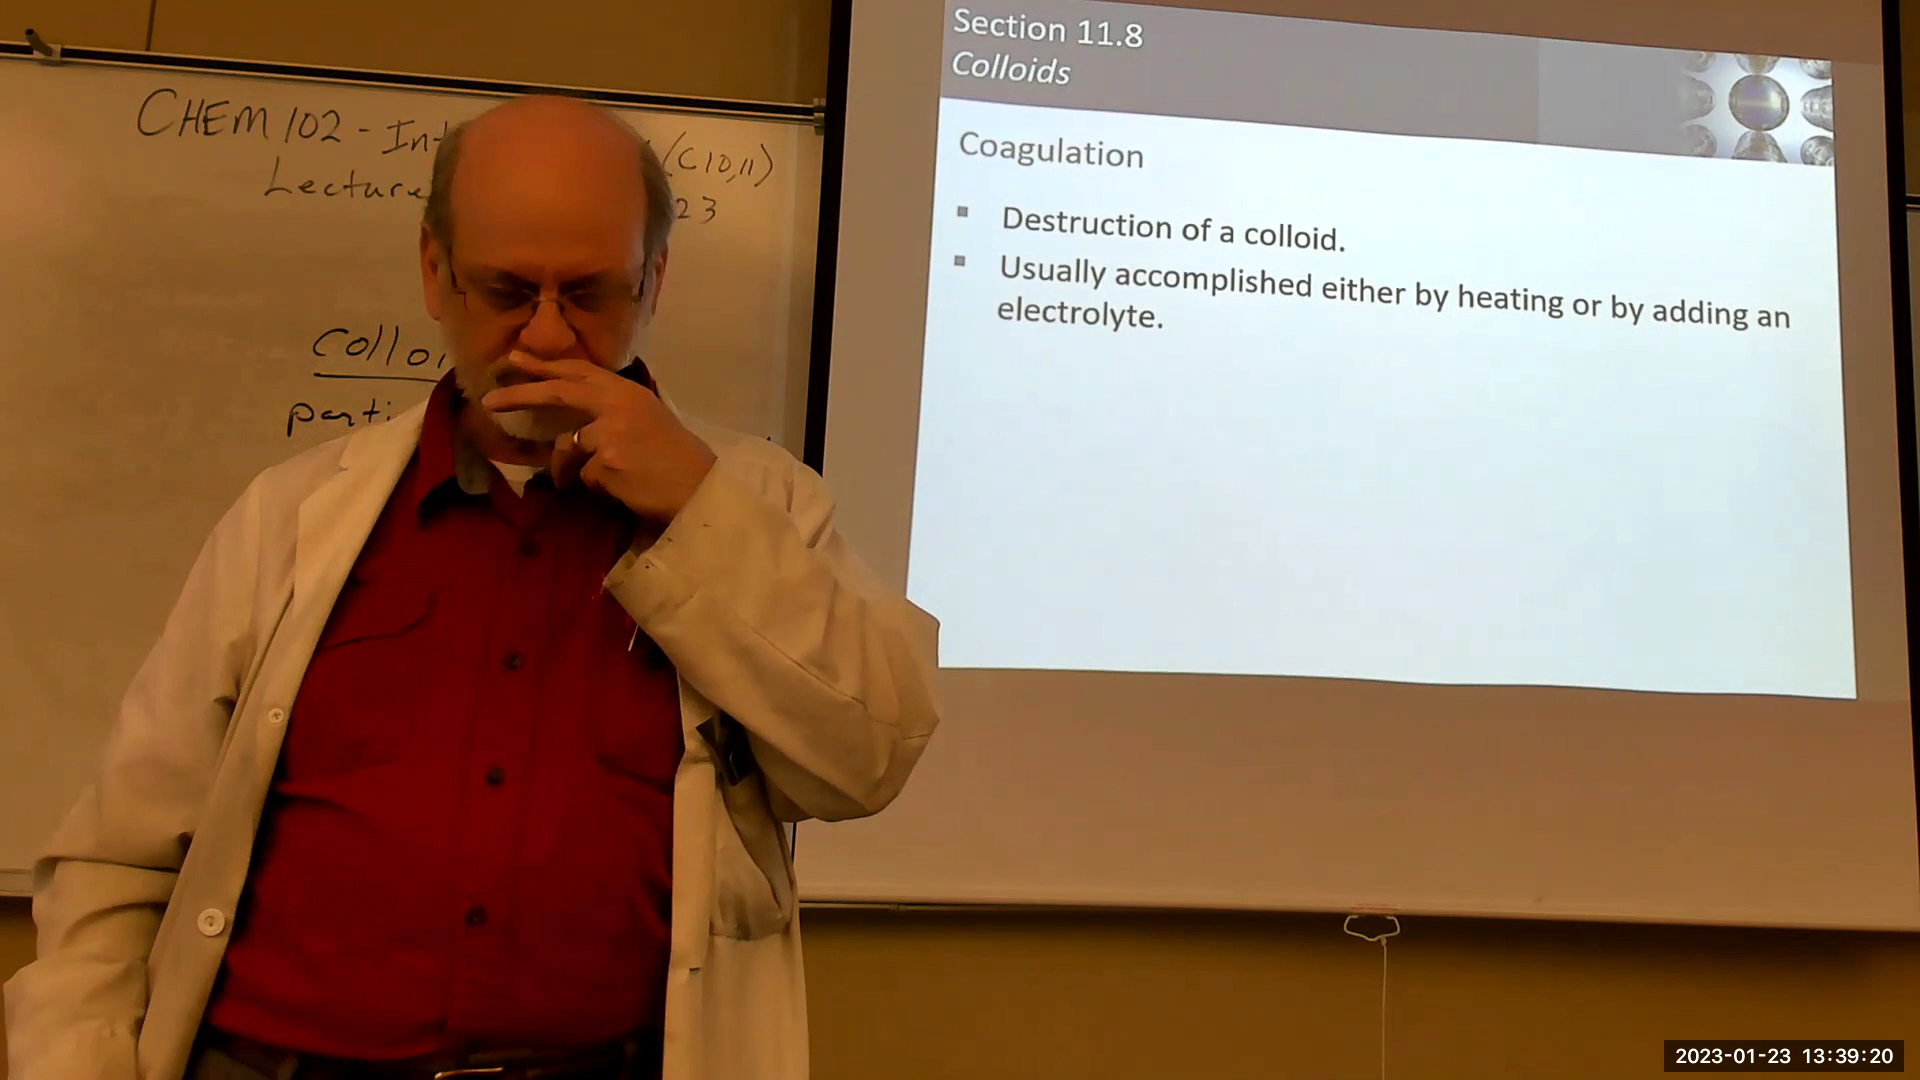 CHEM 102 - Int (C10,11)
Lecture 23
Collo
parti
Section 11.8
Colloids
Coagulation
Destruction of a colloid.
Usually accomplished either by heating or by adding an
electrolyte.
2023-01-23 13:39:20